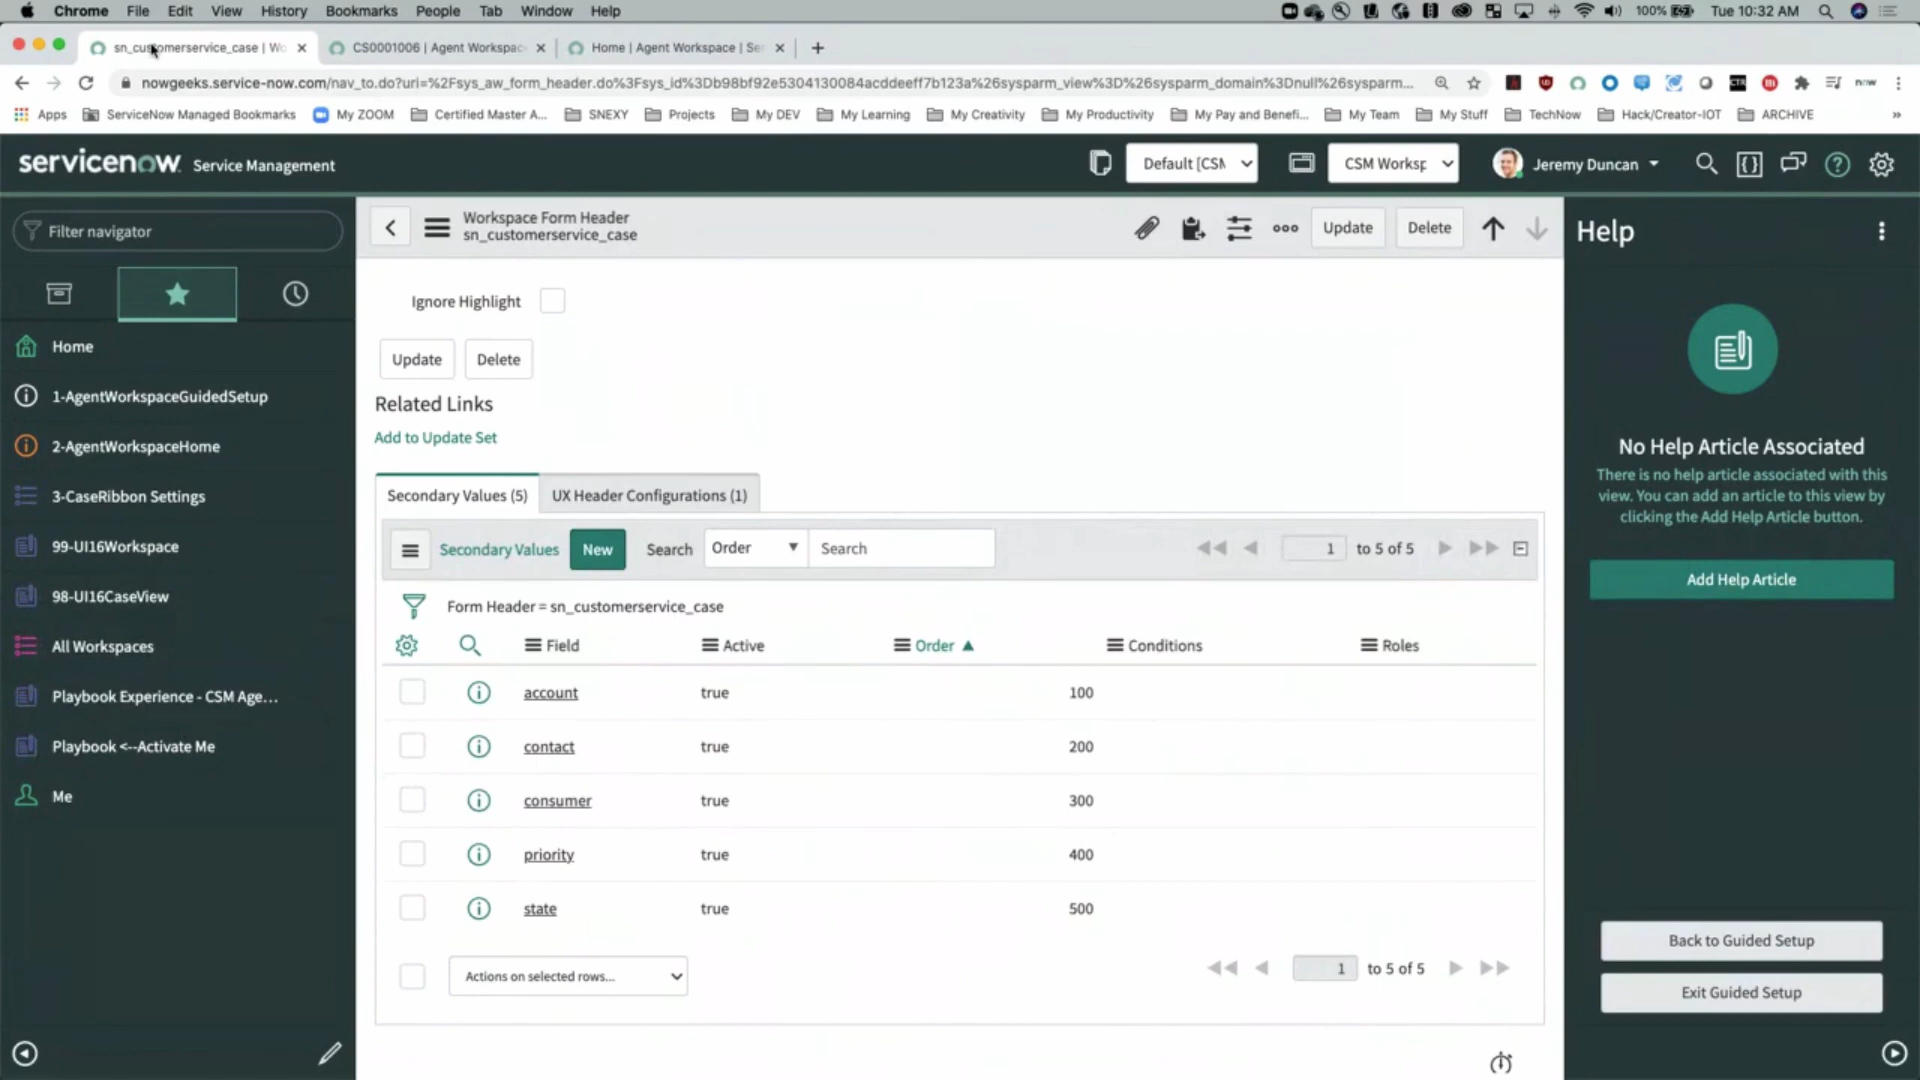 Chrome File Edit View History Bookmarks People Tab Window Help 100% Tue 10:32 AM
sn_customerservice_case | Wo CS0001006 | Agent Workspac Home | Agent Workspace | Ser
nowgeeks.service-now.com/nav_to.do?uri=%2Fsys_aw_form_header.do%3Fsys_id%3Db98bf92e5304130084acddeeff7b123a%26sysparm_view%3D%26sysparm_domain%3Dnull%26sysparm...
Apps ServiceNow Managed Bookmarks My ZOOM Certified Master A... SNEXY Projects My DEV My Learning My Creativity My Productivity My Pay and Benefi... My Team My Stuff TechNow Hack/Creator-IOT ARCHIVE »
servicenow Service Management Default [CSM CSM Worksp Jeremy Duncan
Filter navigator
Home
1-AgentWorkspaceGuidedSetup
2-AgentWorkspaceHome
3-CaseRibbon Settings
99-UI16Workspace
98-UI16CaseView
All Workspaces
Playbook Experience - CSM Age...
Playbook <--Activate Me
Me
Workspace Form Header
sn_customerservice_case
Update Delete
Ignore Highlight
Update Delete
Related Links
Add to Update Set
Secondary Values (5) UX Header Configurations (1)
Secondary Values New Search Order Search 1 to 5 of 5
Form Header = sn_customerservice_case
Field Active Order Conditions Roles
account true 100
contact true 200
consumer true 300
priority true 400
state true 500
Actions on selected rows... 1 to 5 of 5
Help
No Help Article Associated
There is no help article associated with this
view. You can add an article to this view by
clicking the Add Help Article button.
Add Help Article
Back to Guided Setup
Exit Guided Setup